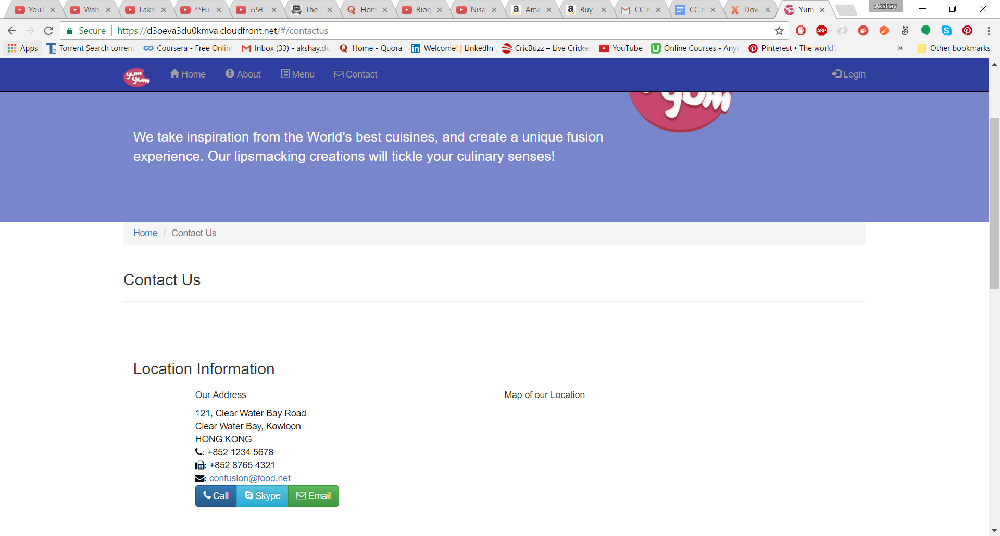 YouT
Wah
Lakh
**Ful
ਨਾਮ
The
Hom
Biog
Nisa
Ama
Buy
CC n
CC n
Dow
Yum
Akshay
Secure https://d3oeva3du0kmva.cloudfront.net/#/contactus
ABP
Apps
Torrent Search torrent
Coursera - Free Onlin
Inbox (33) - akshay.du
Home - Quora
Welcome! | LinkedIn
CricBuzz – Live Cricket
YouTube
Online Courses - Anyt
Pinterest • The world's
» Other bookmarks
yum yum
Home
About
Menu
Contact
Login
yum
We take inspiration from the World's best cuisines, and create a unique fusion
experience. Our lipsmacking creations will tickle your culinary senses!
Home / Contact Us
Contact Us
Location Information
Our Address
121, Clear Water Bay Road
Clear Water Bay, Kowloon
HONG KONG
: +852 1234 5678
: +852 8765 4321
: confusion@food.net
Call Skype Email
Map of our Location